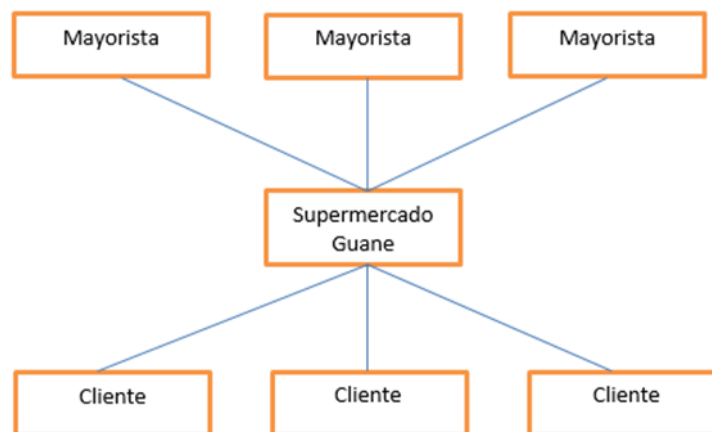 Mayorista
Mayorista
Mayorista
Supermercado
Guane
Cliente
Cliente
Cliente